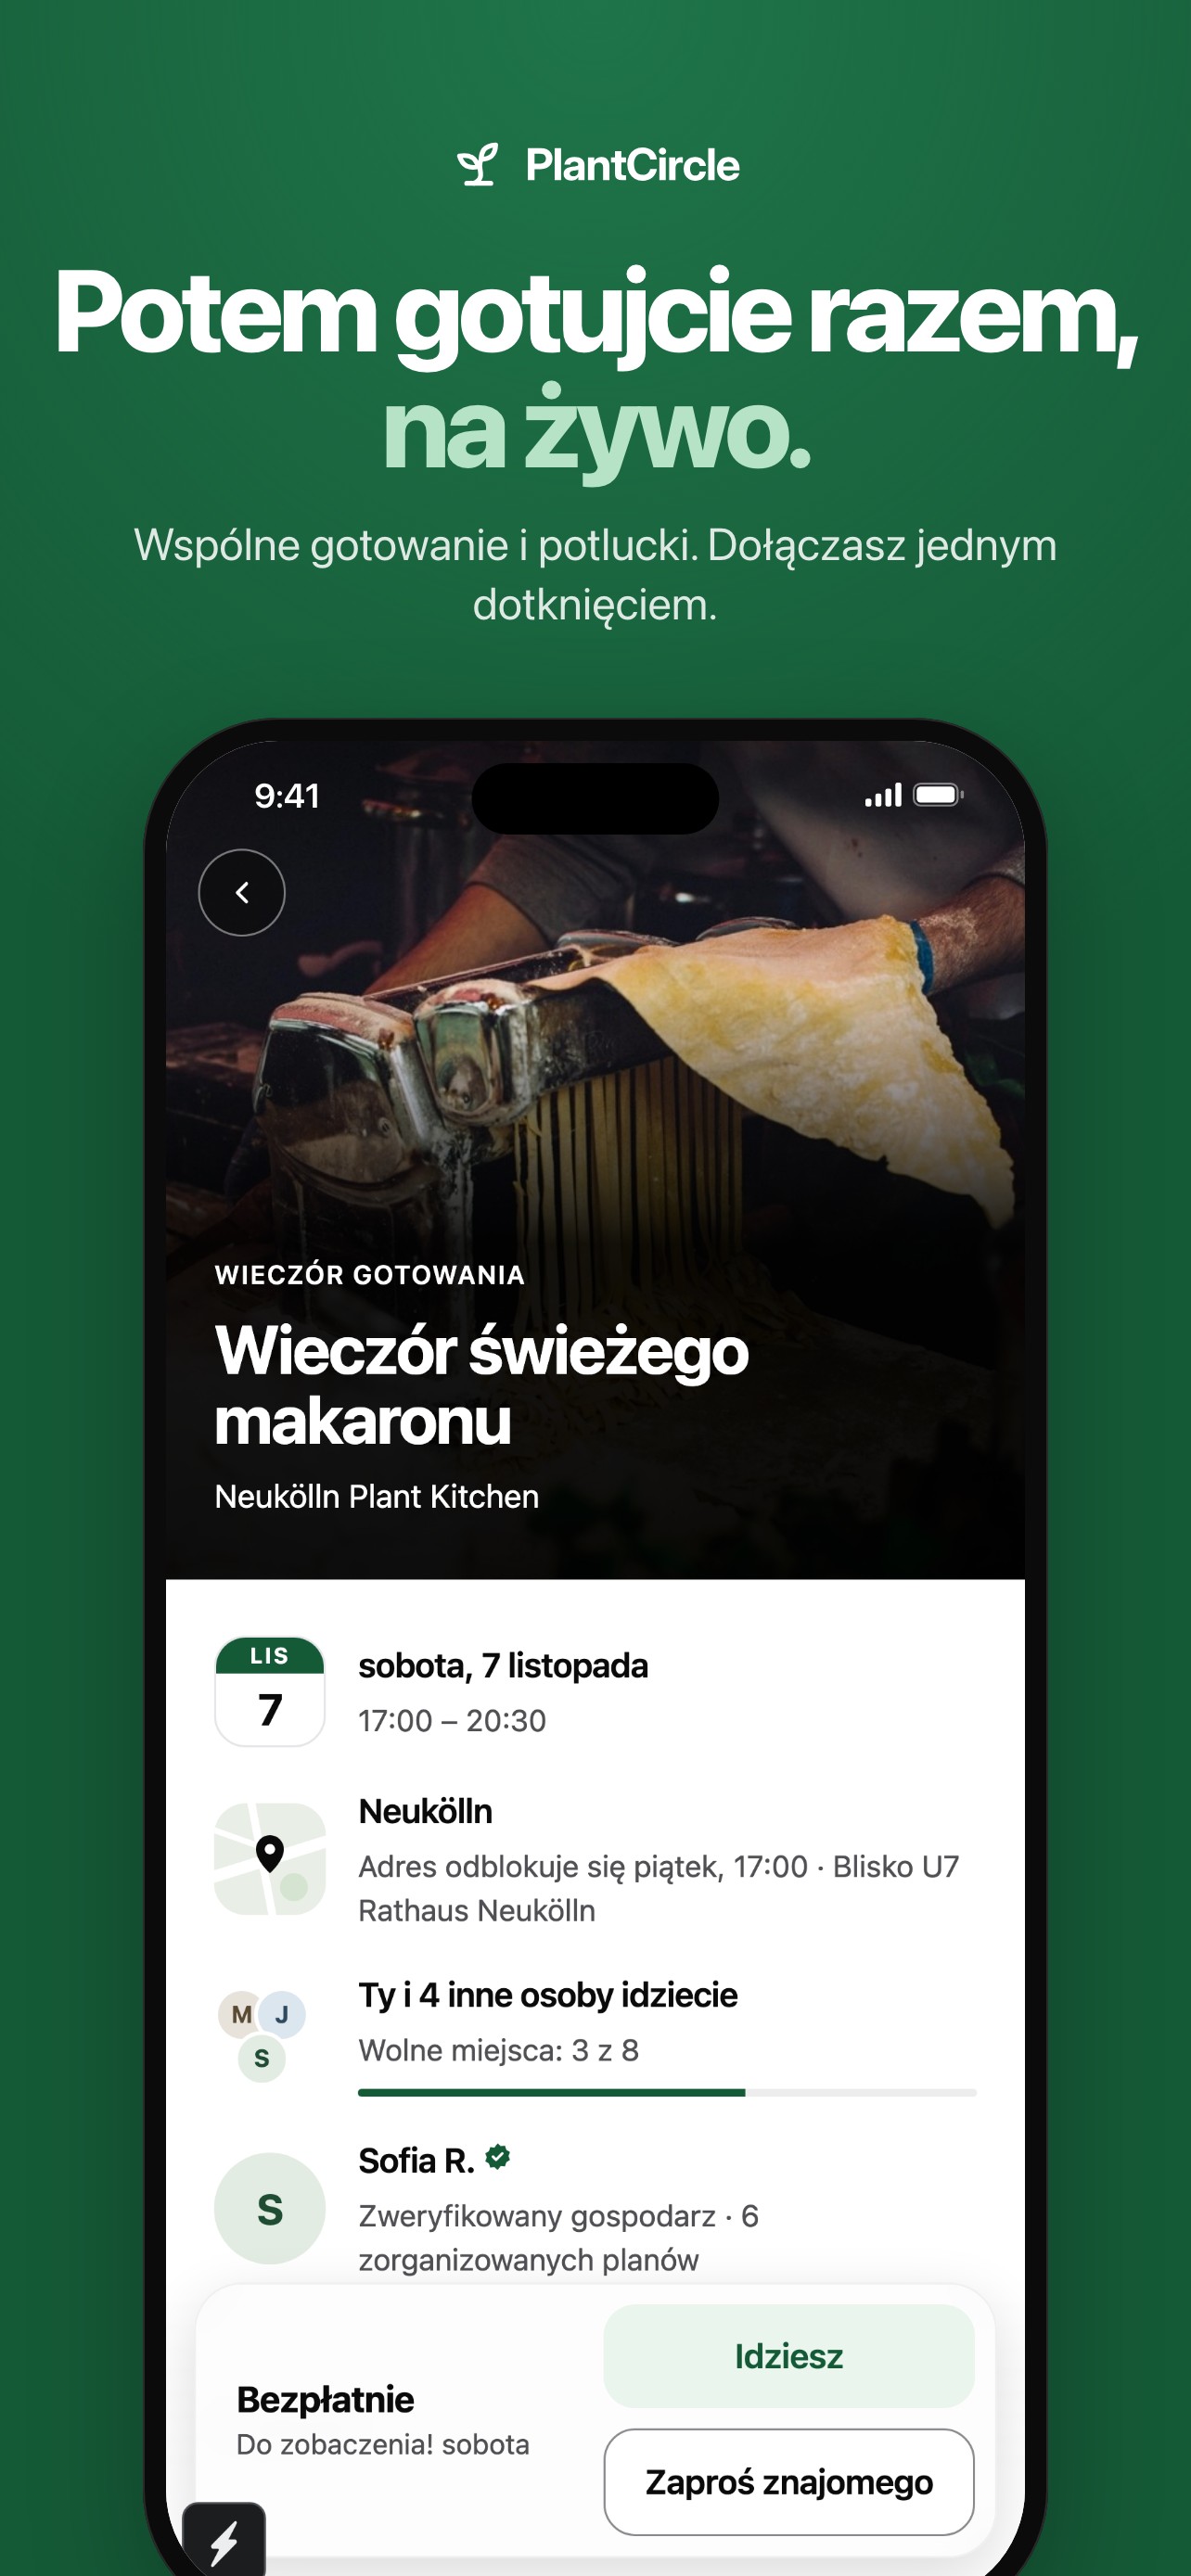 PlantCircle
Potem gotujcie razem,
na żywo.
Wspólne gotowanie i potlucki. Dołączasz jednym
dotknięciem.
9:41
WIECZÓR GOTOWANIA
Wieczór świeżego
makaronu
Neukölln Plant Kitchen
LIS
7
sobota, 7 listopada
17:00 – 20:30
Neukölln
Adres odblokuje się piątek, 17:00 · Blisko U7
Rathaus Neukölln
M J
S
Ty i 4 inne osoby idziecie
Wolne miejsca: 3 z 8
S
Sofia R.
Zweryfikowany gospodarz · 6
zorganizowanych planów
Bezpłatnie
Do zobaczenia! sobota
Idziesz
Zaproś znajomego